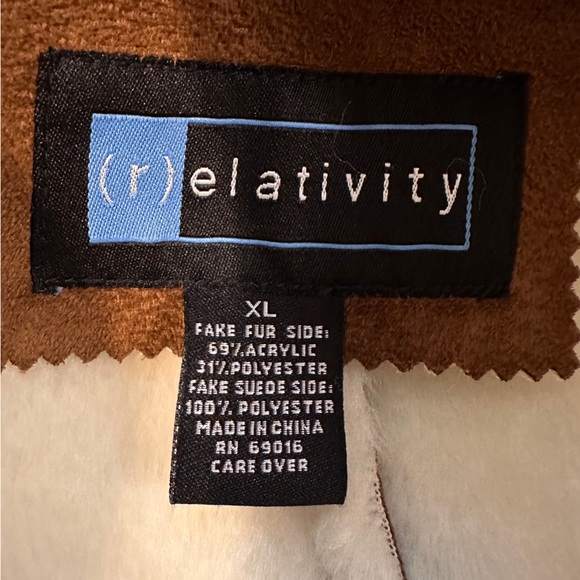 (r)elativity
XL
FAKE FUR SIDE:
69%ACRYLIC
31%POLYESTER
FAKE SUEDE SIDE:
100% POLYESTER
MADE IN CHINA
RN 69016
CARE OVER